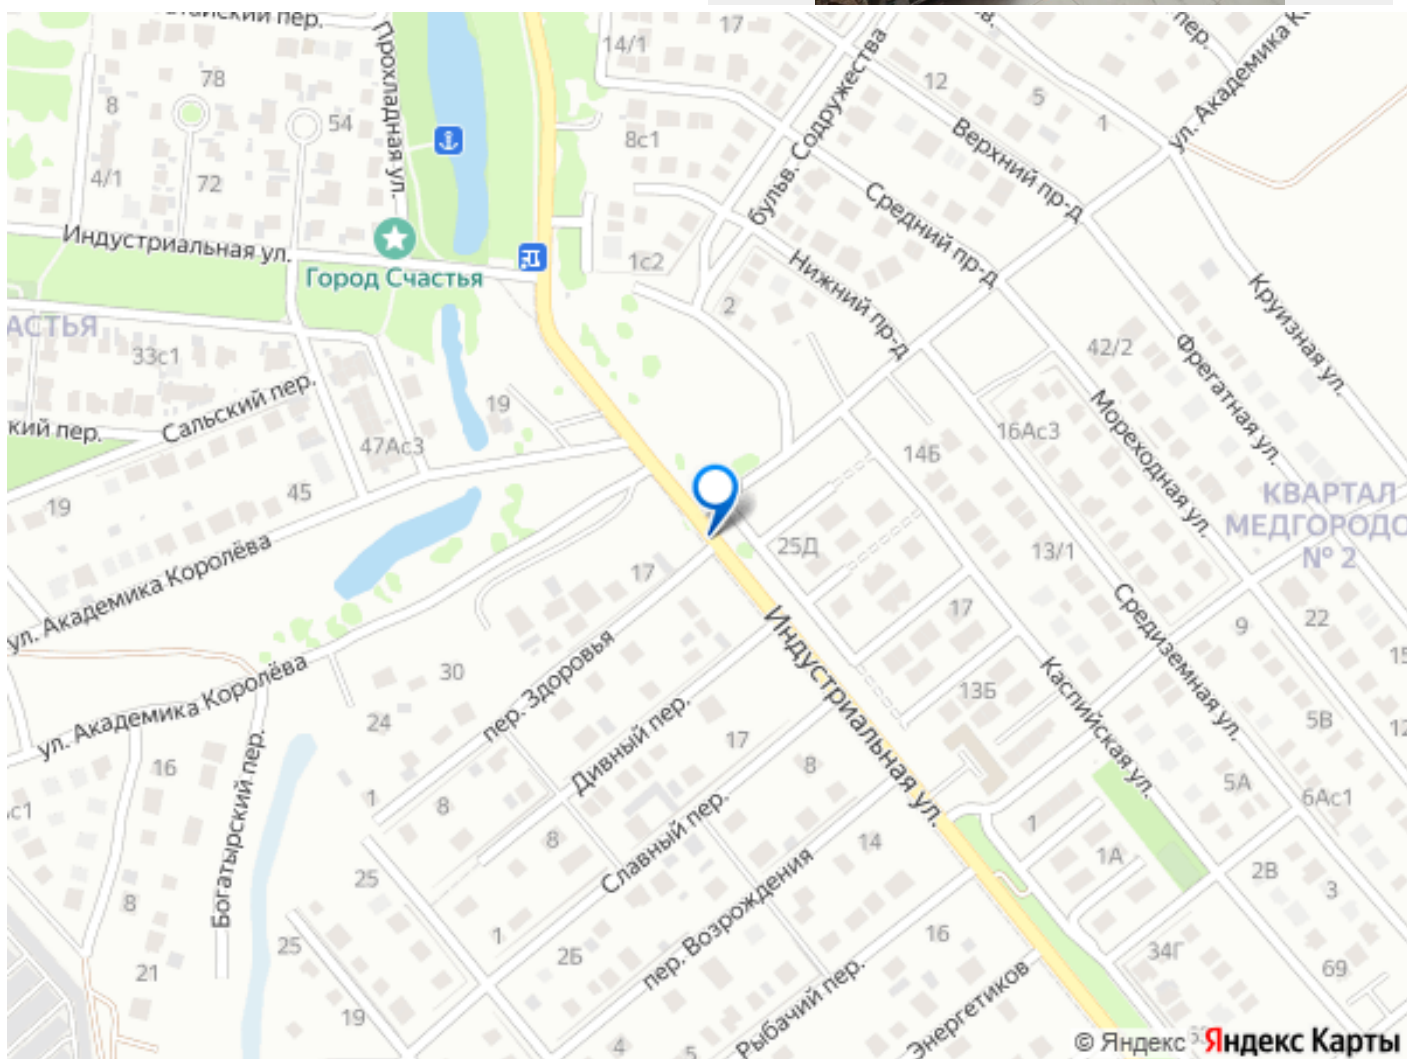 тайский пер.
17
14/1
12
5
1
ул. Академика К
пер.
в.
78
8
54
8с1
Прохладная ул.
бульв. Содружества
Верхний пр-д
4/1
72
Средний пр-д
Индустриальная ул.
1с2
Город Счастья
Нижний пр-д
2
Круизная ул.
АСТЬЯ
33с1
42/2
Фрегатная ул.
Сальский пер.
19
кий пер.
47Ас3
16Ас3
Мореходная ул.
14Б
19
45
КВАРТАЛ
МЕДГОРОДО
№ 2
25Д
13/1
17
ул. Академика Королёва
17
Средиземная ул.
9
22
15
Индустриальная ул.
30
пер. Здоровья
ул. Академика Королёва
13Б
Каспийская ул.
24
5В
12
Дивный пер.
17
16
8
Богатырский пер.
1
8
5А
6Ас1
с1
Славный пер.
1
8
14
1А
25
2В
3
8
пер. Возрождения
1
25
2Б
16
34Г
21
69
19
Рыбачий пер.
Энергетиков
4
5
© Яндекс
Яндекс Карты